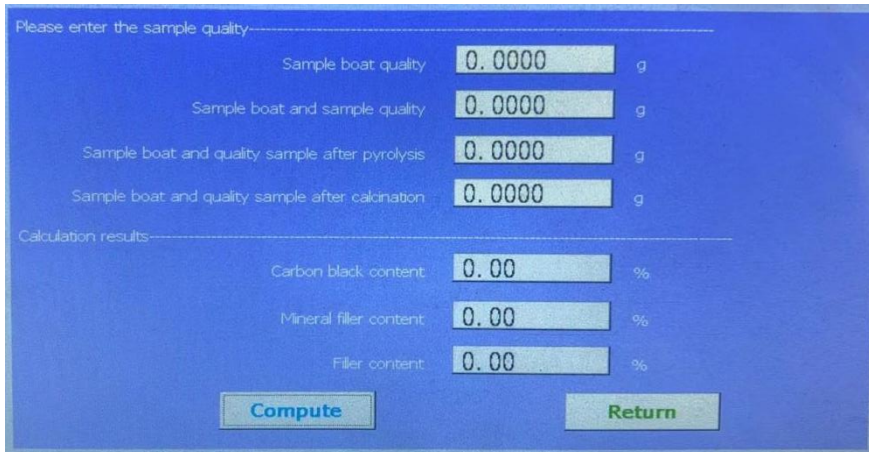 Please enter the sample quality
Sample boat quality 0.0000 g
Sample boat and sample quality 0.0000 g
Sample boat and quality sample after pyrolysis 0.0000 g
Sample boat and quality sample after calcination 0.0000 g
Calculation results
Carbon black content 0.00 %
Mineral filler content 0.00 %
Filler content 0.00 %
Compute Return